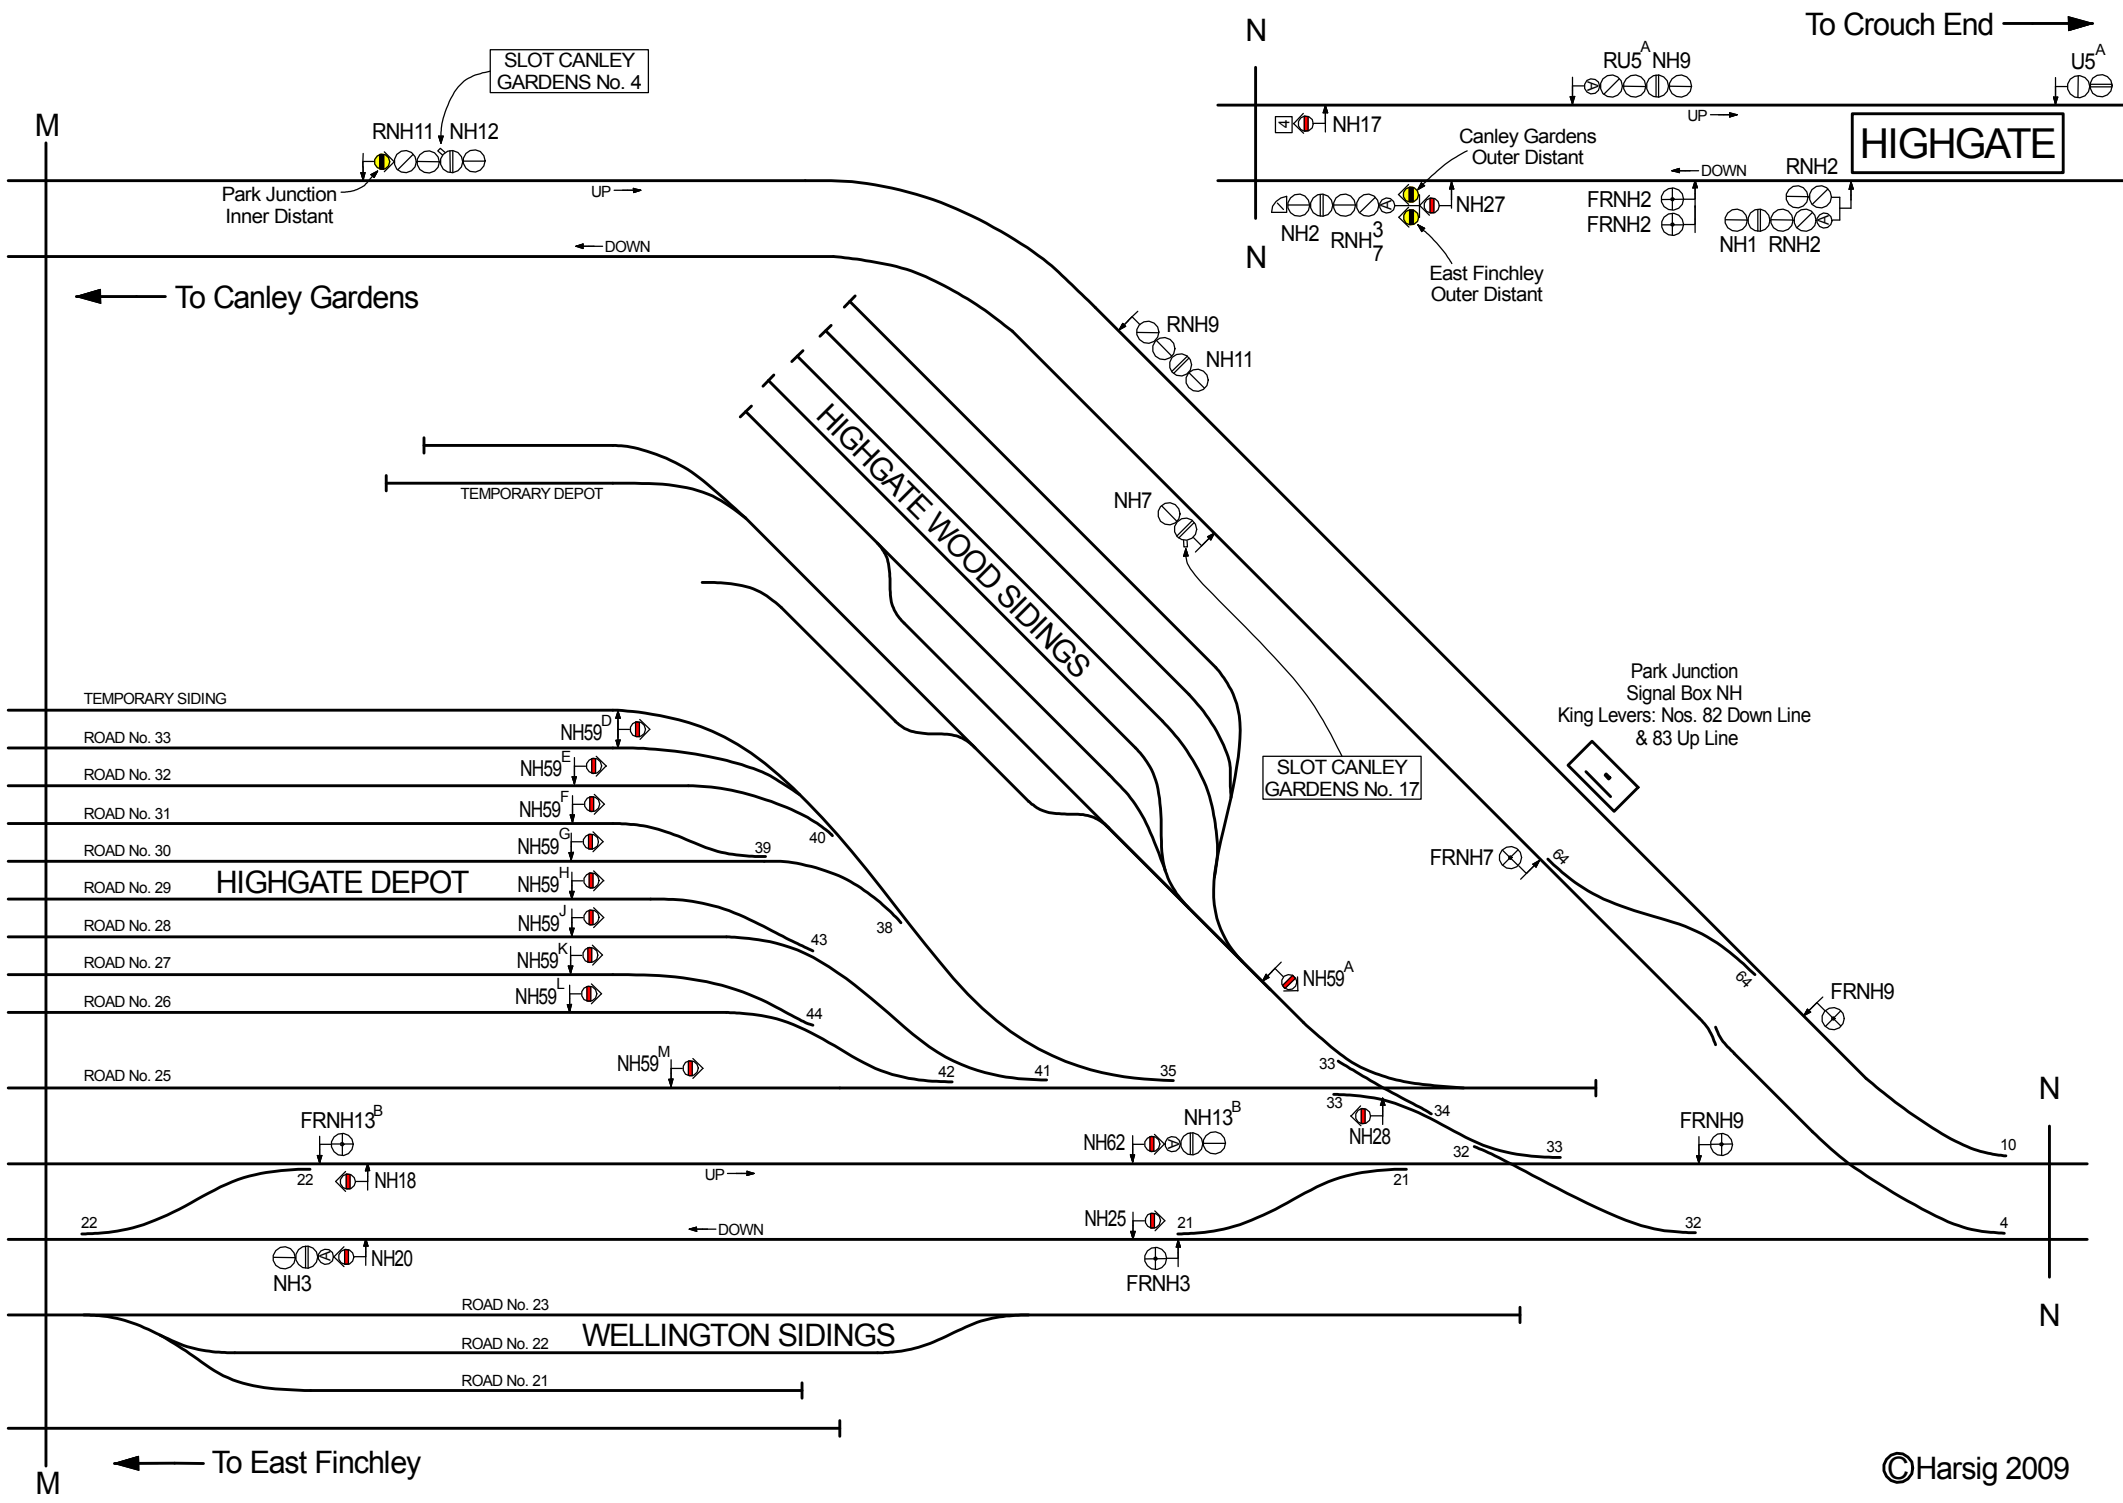 To Crouch End
N
RU5A NH9
U5A
SLOT CANLEY
GARDENS No. 4
M
RNH11 NH12
4
NH17
UP
HIGHGATE
Canley Gardens
Outer Distant
DOWN
RNH2
Park Junction
Inner Distant
UP
A
NH27
FRNH2
FRNH2
A
NH2 RNH 3
7
NH1 RNH2
N
DOWN
East Finchley
Outer Distant
To Canley Gardens
RNH9
NH11
HIGHGATE WOOD SIDINGS
TEMPORARY DEPOT
NH7
Park Junction
Signal Box NH
King Levers: Nos. 82 Down Line
& 83 Up Line
TEMPORARY SIDING
NH59D
ROAD No. 33
SLOT CANLEY
GARDENS No. 17
NH59E
ROAD No. 32
NH59F
ROAD No. 31
40
NH59G
39
ROAD No. 30
FRNH7
64
HIGHGATE DEPOT
NH59H
ROAD No. 29
NH59J
ROAD No. 28
38
43
NH59K
ROAD No. 27
64
NH59A
NH59L
FRNH9
ROAD No. 26
44
NH59M
33
ROAD No. 25
42
41
35
N
33
34
FRNH13B
NH13B
NH62
A
NH28
FRNH9
32
33
10
UP
22
NH18
21
22
DOWN
NH25
21
32
4
A
NH20
NH3
FRNH3
ROAD No. 23
N
WELLINGTON SIDINGS
ROAD No. 22
ROAD No. 21
To East Finchley
M
©Harsig 2009